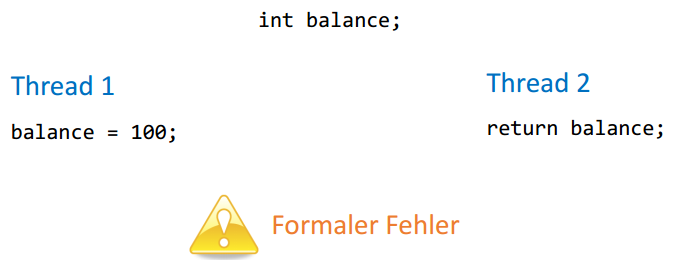 int balance;
Thread 1
balance = 100;
Thread 2
return balance;
Formaler Fehler